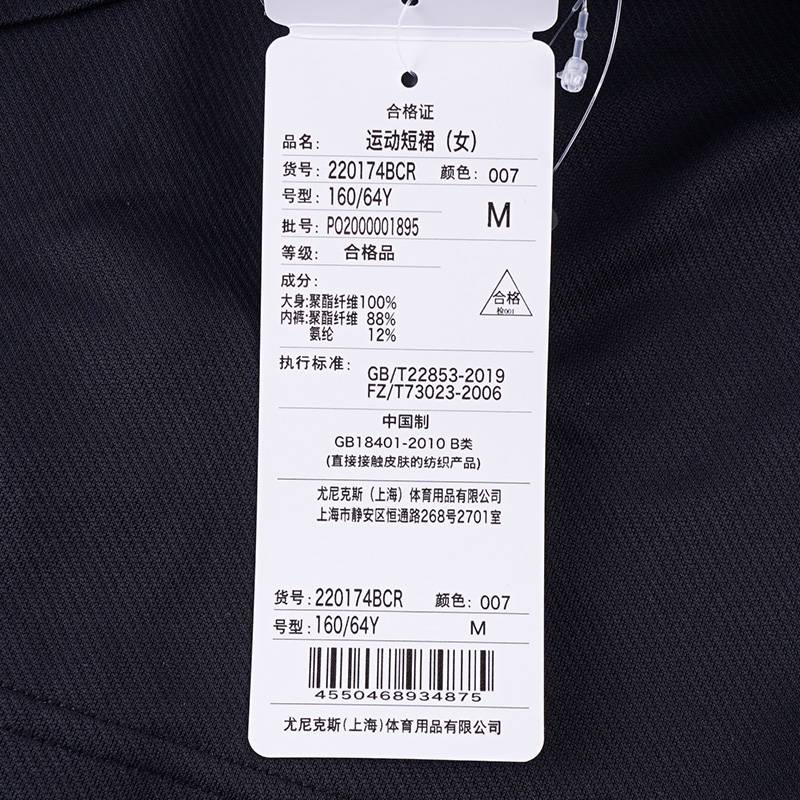 合格证
品名： 运动短裙（女）
货号: 220174BCR 颜色: 007
号型: 160/64Y M
批号: PO2000001895
等级: 合格品
成分:
大身:聚酯纤维100%
内裤:聚酯纤维 88%
氨纶 12%
合格
检001
执行标准: GB/T22853-2019
FZ/T73023-2006
中国制
GB18401-2010 B类
(直接接触皮肤的纺织产品)
尤尼克斯（上海）体育用品有限公司
上海市静安区恒通路268号2701室
货号: 220174BCR 颜色: 007
号型: 160/64Y M
4550468934875
尤尼克斯(上海)体育用品有限公司